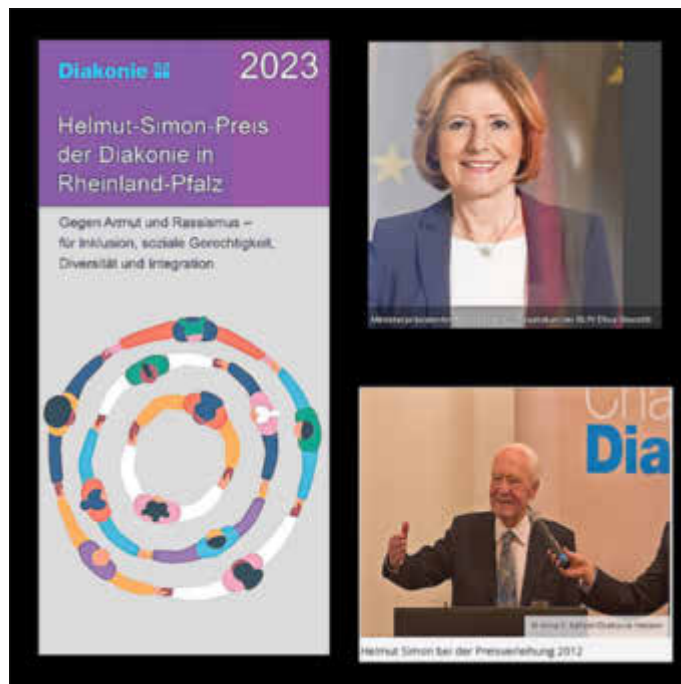 Diakonie
2023
Helmut-Simon-Preis
der Diakonie in
Rheinland-Pfalz
Gegen Armut und Rassismus –
für Inklusion, soziale Gerechtigkeit,
Diversität und Integration
Cha
Dia
Helmut Simon bei der Preisverleihung 2012